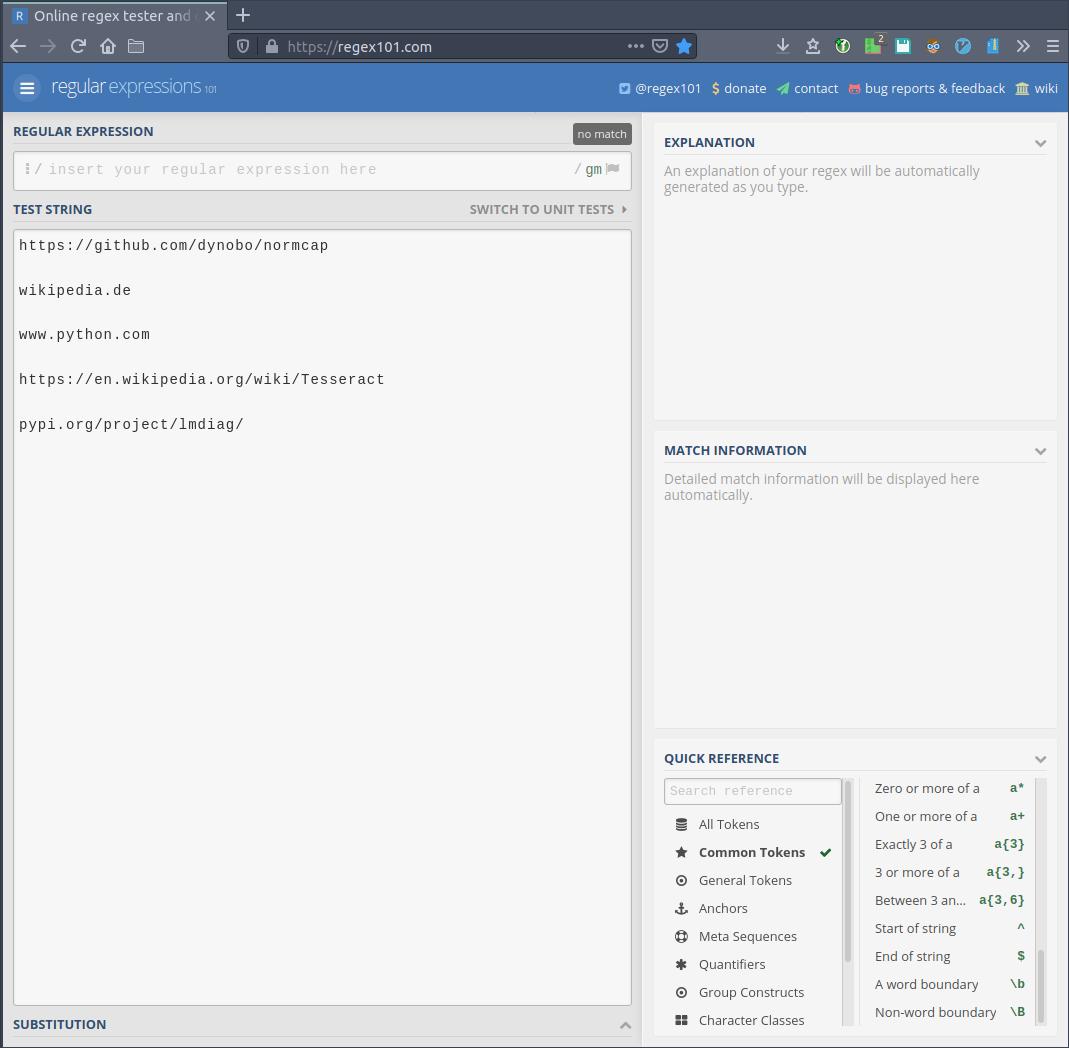 Online regex tester and
https://regex101.com
2
regular expressions 101
@regex101
$ donate
contact
bug reports & feedback
wiki
REGULAR EXPRESSION
no match
/ insert your regular expression here
/ gm
TEST STRING
SWITCH TO UNIT TESTS
https://github.com/dynobo/normcap
wikipedia.de
www.python.com
https://en.wikipedia.org/wiki/Tesseract
pypi.org/project/lmdiag/
SUBSTITUTION
EXPLANATION
An explanation of your regex will be automatically
generated as you type.
MATCH INFORMATION
Detailed match information will be displayed here
automatically.
QUICK REFERENCE
Search reference
All Tokens
Common Tokens
General Tokens
Anchors
Meta Sequences
Quantifiers
Group Constructs
Character Classes
Zero or more of a a*
One or more of a a+
Exactly 3 of a a{3}
3 or more of a a{3,}
Between 3 an... a{3,6}
Start of string ^
End of string $
A word boundary \b
Non-word boundary \B